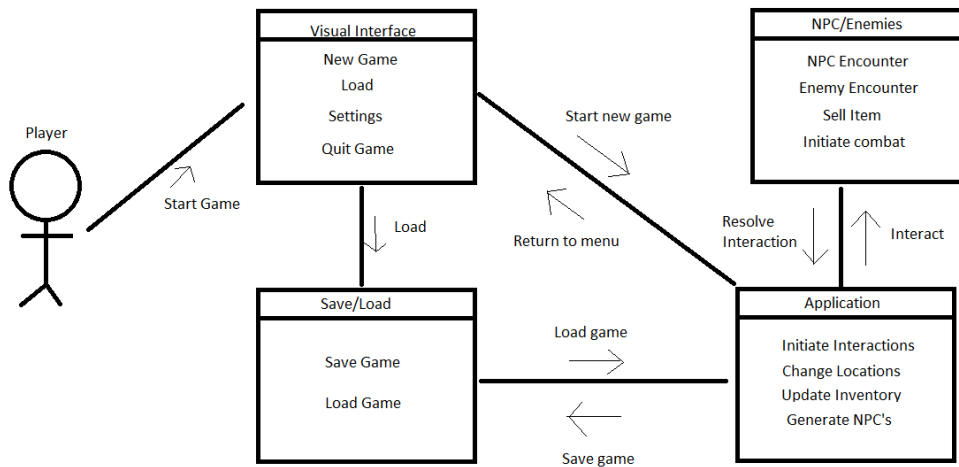 Player
Start Game
Visual Interface
New Game
Load
Settings
Quit Game
Load
Start new game
Return to menu
NPC/Enemies
NPC Encounter
Enemy Encounter
Sell Item
Initiate combat
Resolve
Interaction
Interact
Save/Load
Save Game
Load Game
Load game
Save game
Application
Initiate Interactions
Change Locations
Update Inventory
Generate NPC's